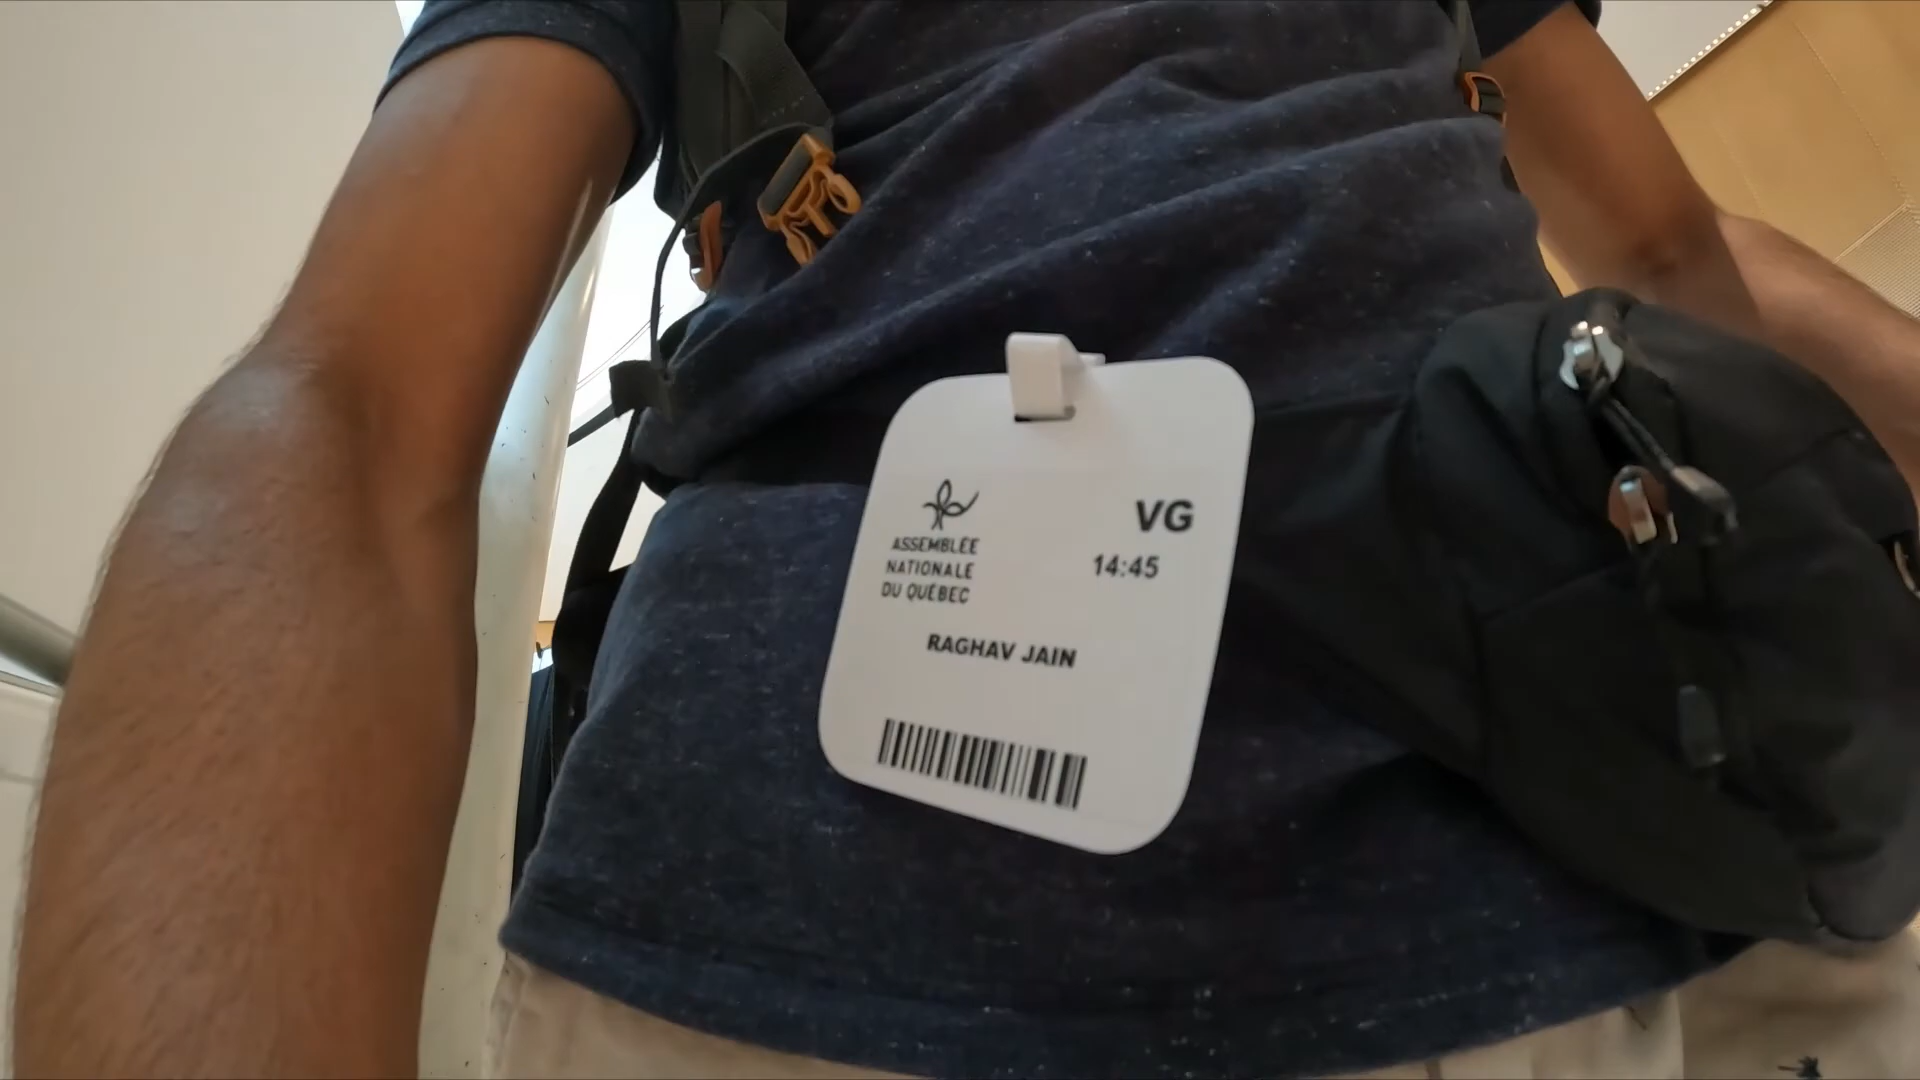 VG
14:45
ASSEMBLÉE
NATIONALE
DU QUÉBEC
RAGHAV JAIN